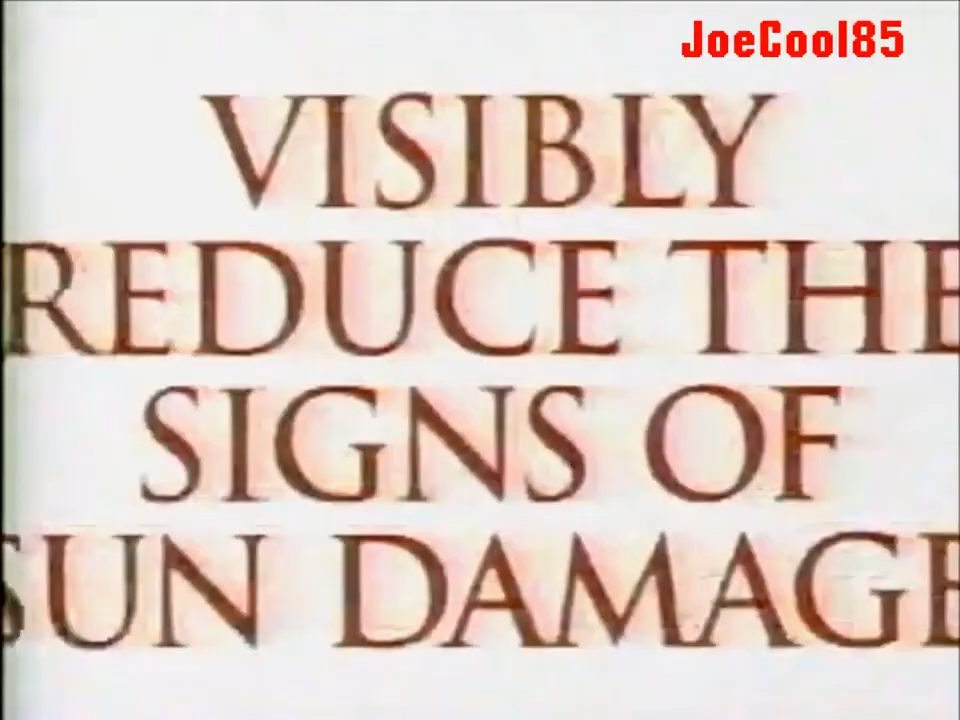 JoeCool85
VISIBLY
REDUCE THE
SIGNS OF
SUN DAMAGE